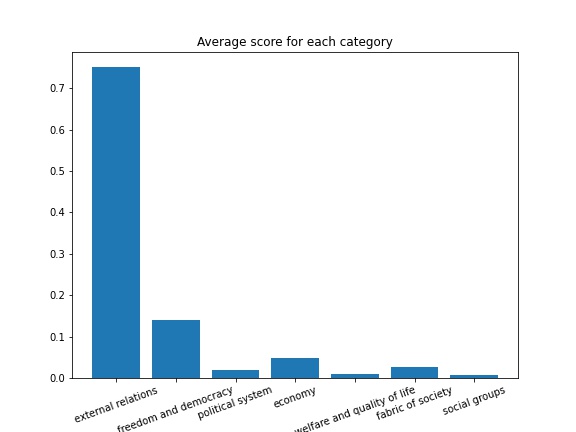 Average score for each category
0.7
0.6
0.5
0.4
0.3
0.2
0.1
0.0
external relations
freedom and democracy
political system
economy
welfare and quality of life
fabric of society
social groups